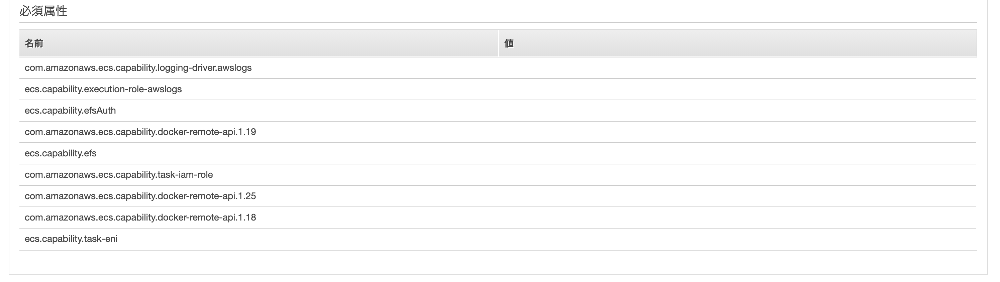 必須属性
名前 値
com.amazonaws.ecs.capability.logging-driver.awslogs
ecs.capability.execution-role-awslogs
ecs.capability.efsAuth
com.amazonaws.ecs.capability.docker-remote-api.1.19
ecs.capability.efs
com.amazonaws.ecs.capability.task-iam-role
com.amazonaws.ecs.capability.docker-remote-api.1.25
com.amazonaws.ecs.capability.docker-remote-api.1.18
ecs.capability.task-eni